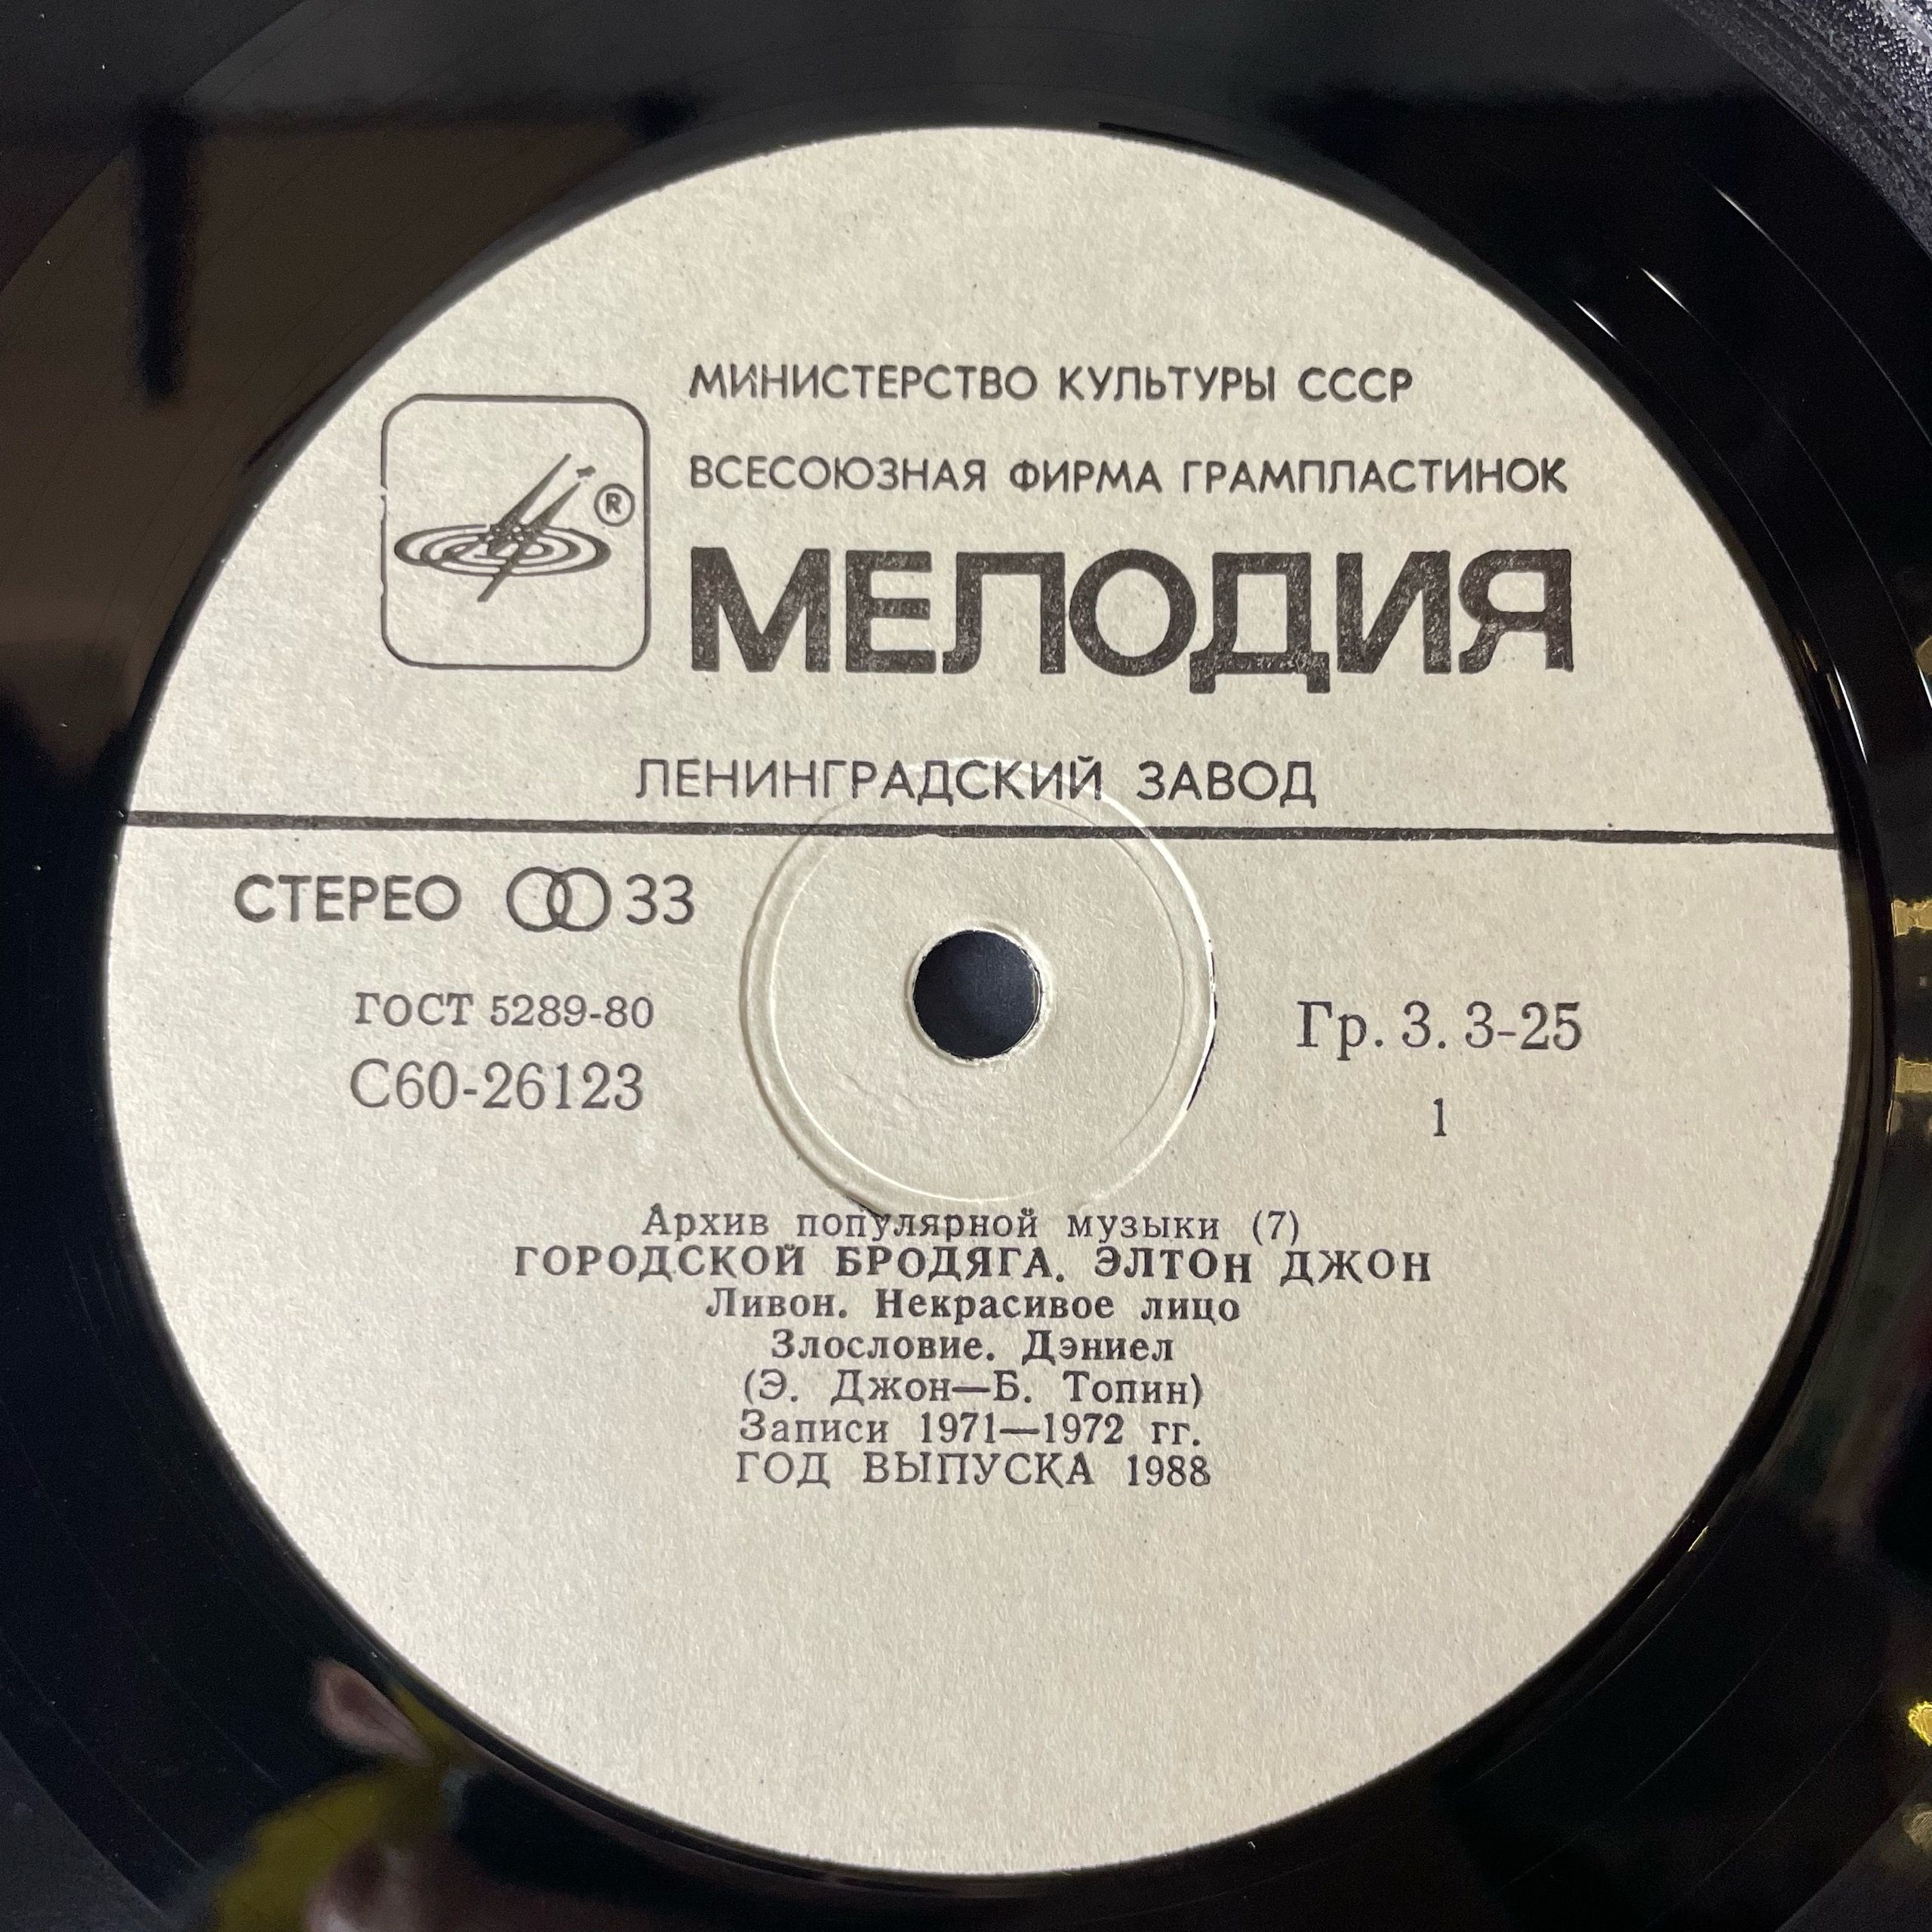 МИНИСТЕРСТВО КУЛЬТУРЫ СССР
ВСЕСОЮЗНАЯ ФИРМА ГРАМПЛАСТИНОК
®
МЕЛОДИЯ
ЛЕНИНГРАДСКИЙ ЗАВОД
СТЕРЕО 33
ГОСТ 5289-80
С60-26123
Гр. 3. 3-25
1
Архив популярной музыки (7)
ГОРОДСКОЙ БРОДЯГА. ЭЛТОН ДЖОН
Ливон. Некрасивое лицо
Злословие. Дэниел
(Э. Джон—Б. Топин)
Записи 1971—1972 гг.
ГОД ВЫПУСКА 1988